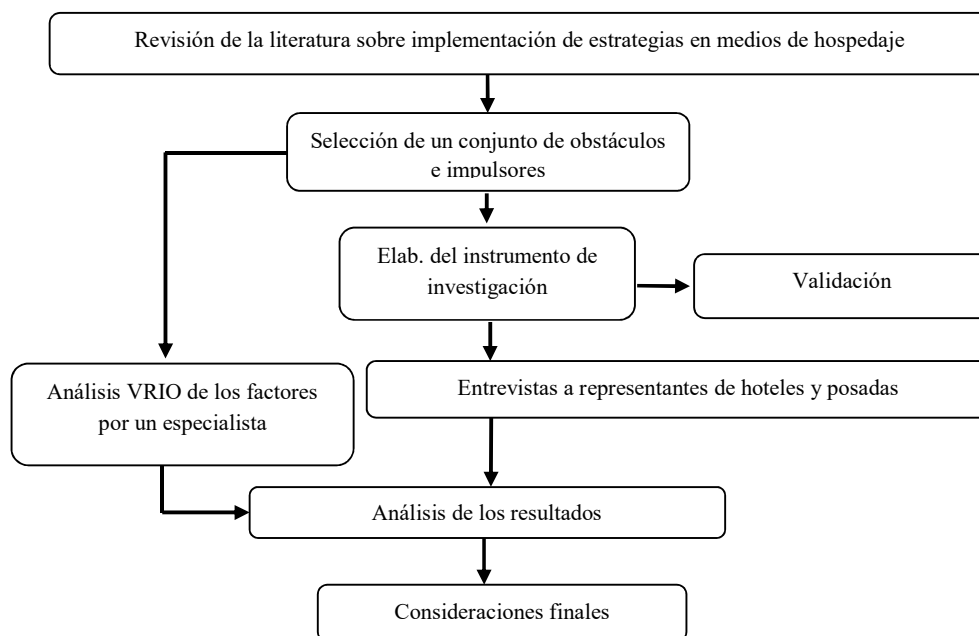 Revisión de la literatura sobre implementación de estrategias en medios de hospedaje
Selección de un conjunto de obstáculos
e impulsores
Elab. del instrumento de
investigación
Validación
Análisis VRIO de los factores
por un especialista
Entrevistas a representantes de hoteles y posadas
Análisis de los resultados
Consideraciones finales